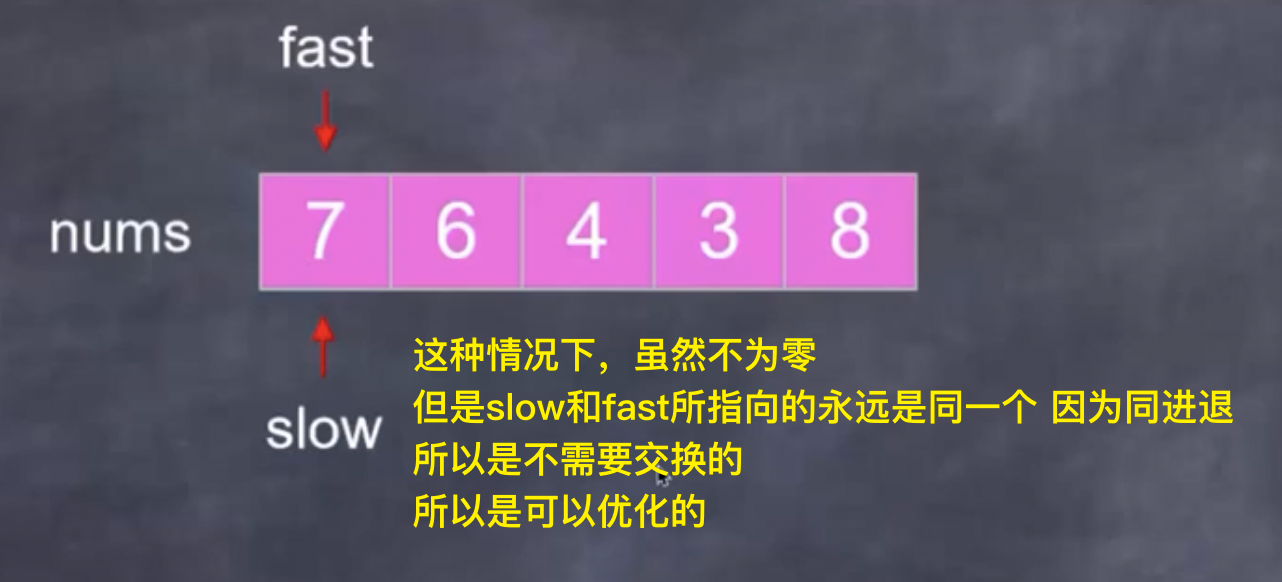 fast
nums 7 6 4 3 8
slow
这种情况下，虽然不为零
但是slow和fast所指向的永远是同一个 因为同进退
所以是不需要交换的
所以是可以优化的